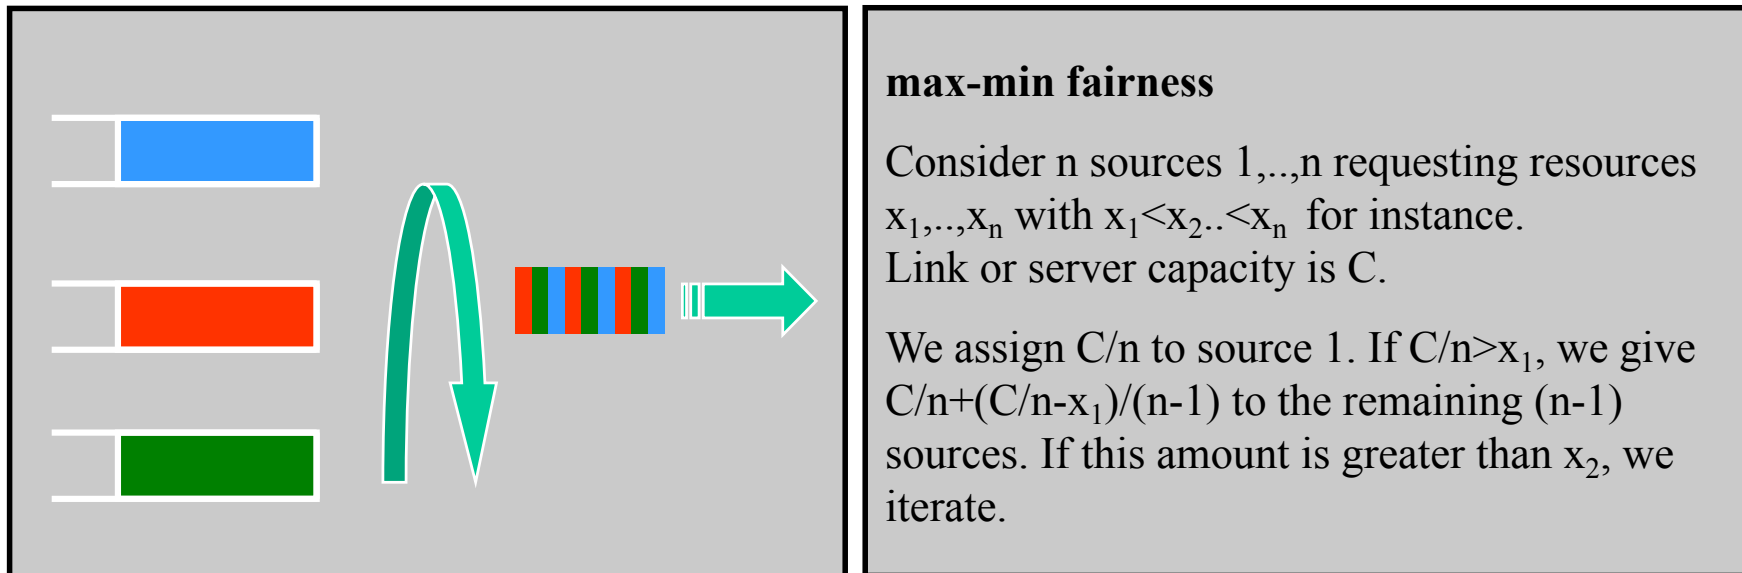 max-min fairness
Consider n sources 1,..,n requesting resources
x₁,..,xₙ with x₁<x₂..<xₙ for instance.
Link or server capacity is C.
We assign C/n to source 1. If C/n>x₁, we give
C/n+(C/n-x₁)/(n-1) to the remaining (n-1)
sources. If this amount is greater than x₂, we
iterate.